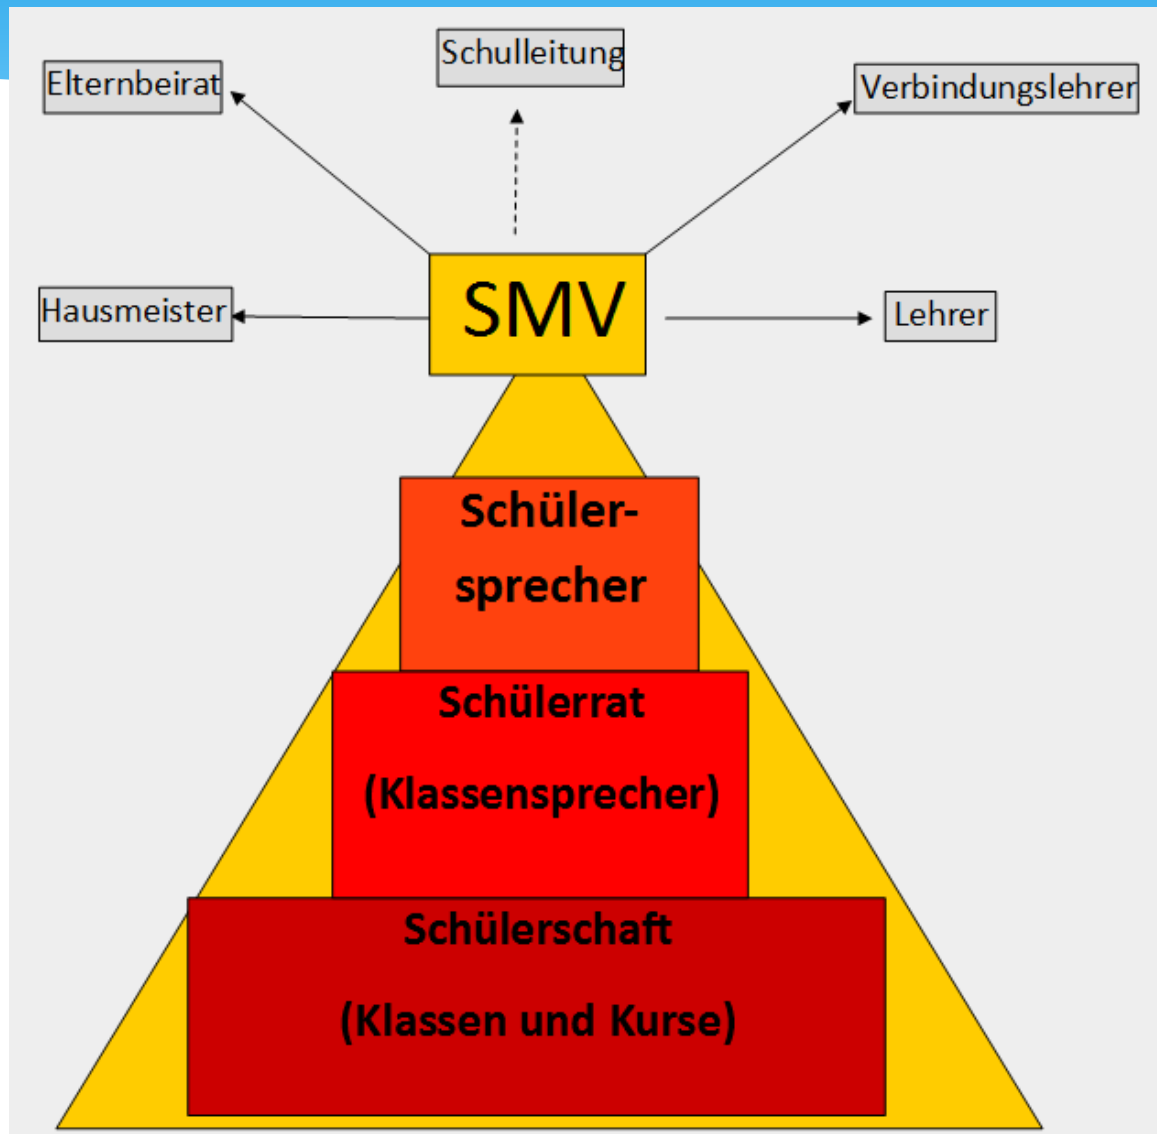 Schulleitung
Elternbeirat
Verbindungslehrer
Hausmeister
SMV
Lehrer
Schüler-
sprecher
Schülerrat
(Klassensprecher)
Schülerschaft
(Klassen und Kurse)